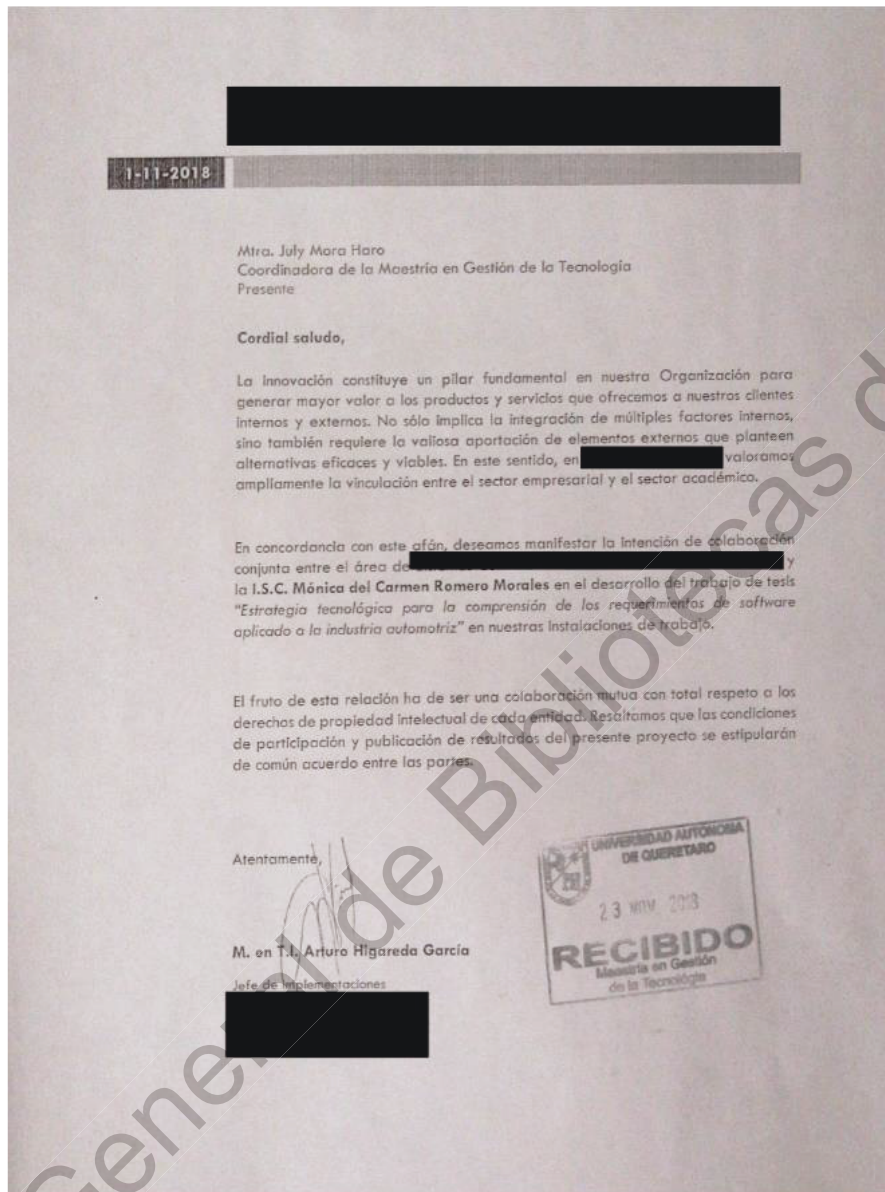 1-11-2018
Mtra. July Mora Haro
Coordinadora de la Maestría en Gestión de la Tecnología
Presente
Cordial saludo,
La Innovación constituye un pilar fundamental en nuestra Organización para
generar mayor valor a los productos y servicios que ofrecemos a nuestros clientes
internos y externos. No sólo implica la integración de múltiples factores internos,
sino también requiere la valiosa aportación de elementos externos que planteen
alternativas eficaces y viables. En este sentido, en valoramos
ampliamente la vinculación entre el sector empresarial y el sector académico.
En concordancia con este afán, deseamos manifestar la intención de colaboración
conjunta entre el área de y
la I.S.C. Mónica del Carmen Romero Morales en el desarrollo del trabajo de tesis
"Estrategia tecnológica para la comprensión de los requerimientos de software
aplicado a la industria automotriz" en nuestras instalaciones de trabajo.
El fruto de esta relación ha de ser una colaboración mutua con total respeto a los
derechos de propiedad intelectual de cada entidad. Resaltamos que las condiciones
de participación y publicación de resultados del presente proyecto se estipularán
de común acuerdo entre las partes.
Atentamente,
M. en T.I. Arturo Higareda García
Jefe de Implementaciones
UNIVERSIDAD AUTONOMA
DE QUERETARO
23 NOV 2018
RECIBIDO
Maestría en Gestión
de la Tecnología
General de Bibliotecas d